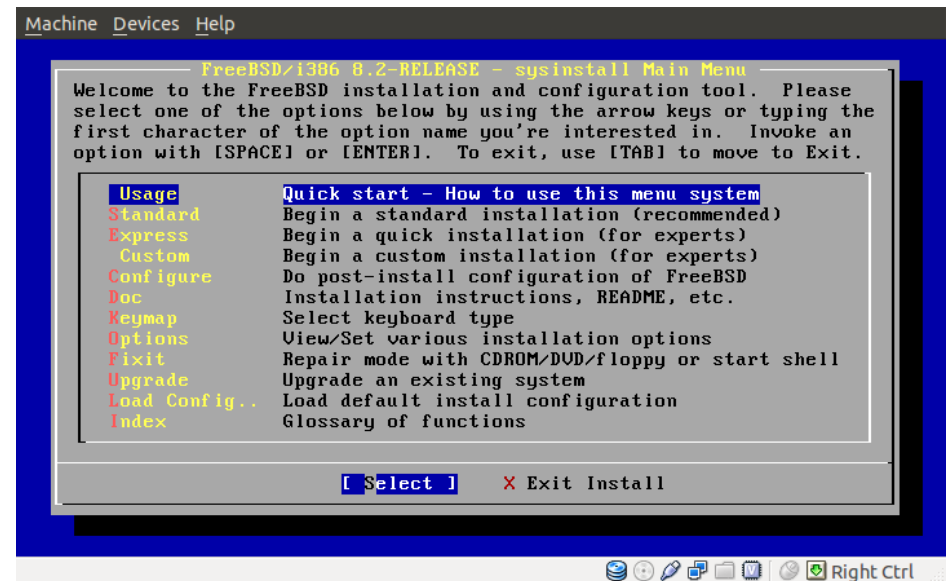 Machine Devices Help
FreeBSD/i386 8.2-RELEASE - sysinstall Main Menu
Welcome to the FreeBSD installation and configuration tool. Please
select one of the options below by using the arrow keys or typing the
first character of the option name you're interested in. Invoke an
option with [SPACE] or [ENTER]. To exit, use [TAB] to move to Exit.
Usage Quick start - How to use this menu system
Standard Begin a standard installation (recommended)
Express Begin a quick installation (for experts)
Custom Begin a custom installation (for experts)
Configure Do post-install configuration of FreeBSD
Doc Installation instructions, README, etc.
Keymap Select keyboard type
Options View/Set various installation options
Fixit Repair mode with CDROM/DVD/floppy or start shell
Upgrade Upgrade an existing system
Load Config.. Load default install configuration
Index Glossary of functions
[ Select ] X Exit Install
Right Ctrl